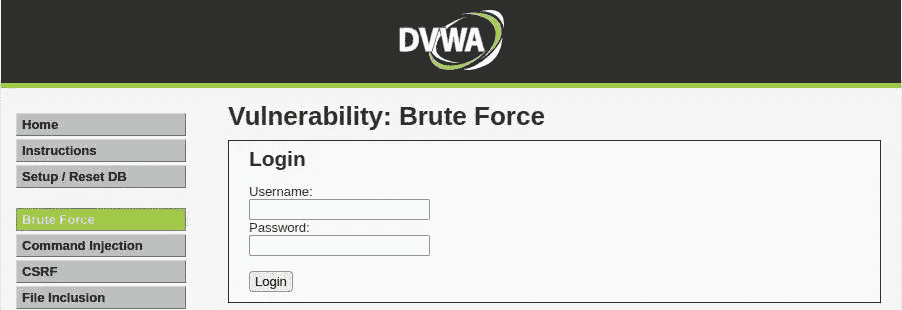 DVWA
Home
Instructions
Setup / Reset DB
Brute Force
Command Injection
CSRF
File Inclusion
Vulnerability: Brute Force
Login
Username:
Password:
Login